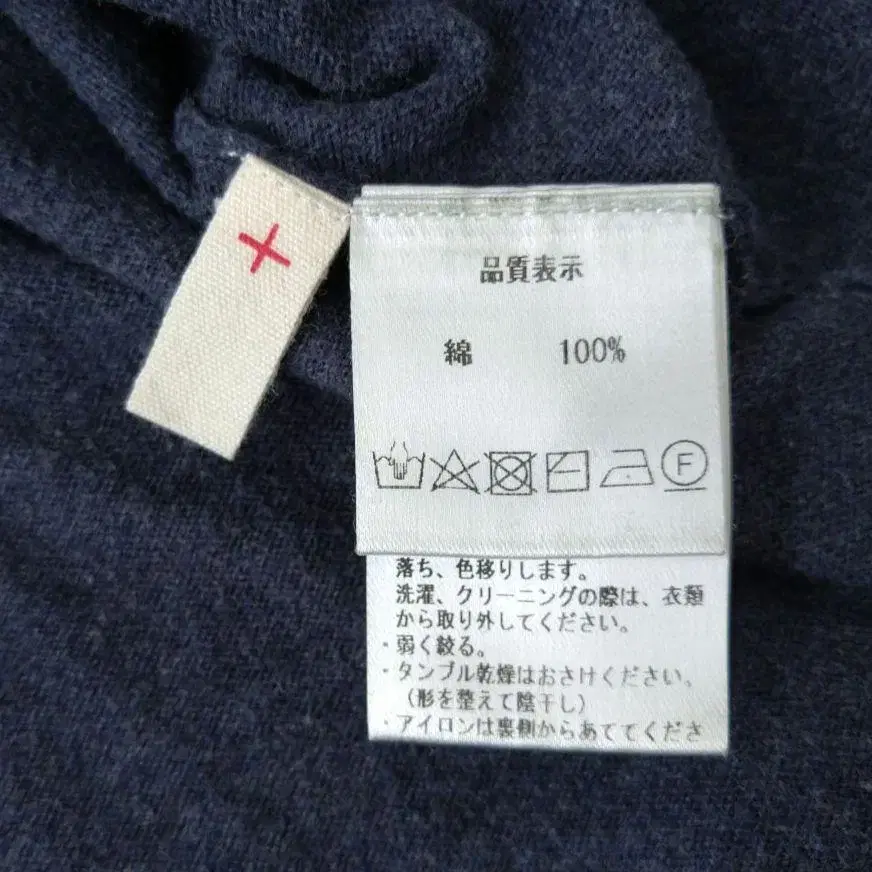 品質表示
綿 100%
F
落ち、色移りします。
洗濯、クリーニングの際は、衣類
から取り外してください。
・弱く絞る。
・タンブル乾燥はおさけください。
（形を整えて陰干し）
・アイロンは裏側からあててくださ